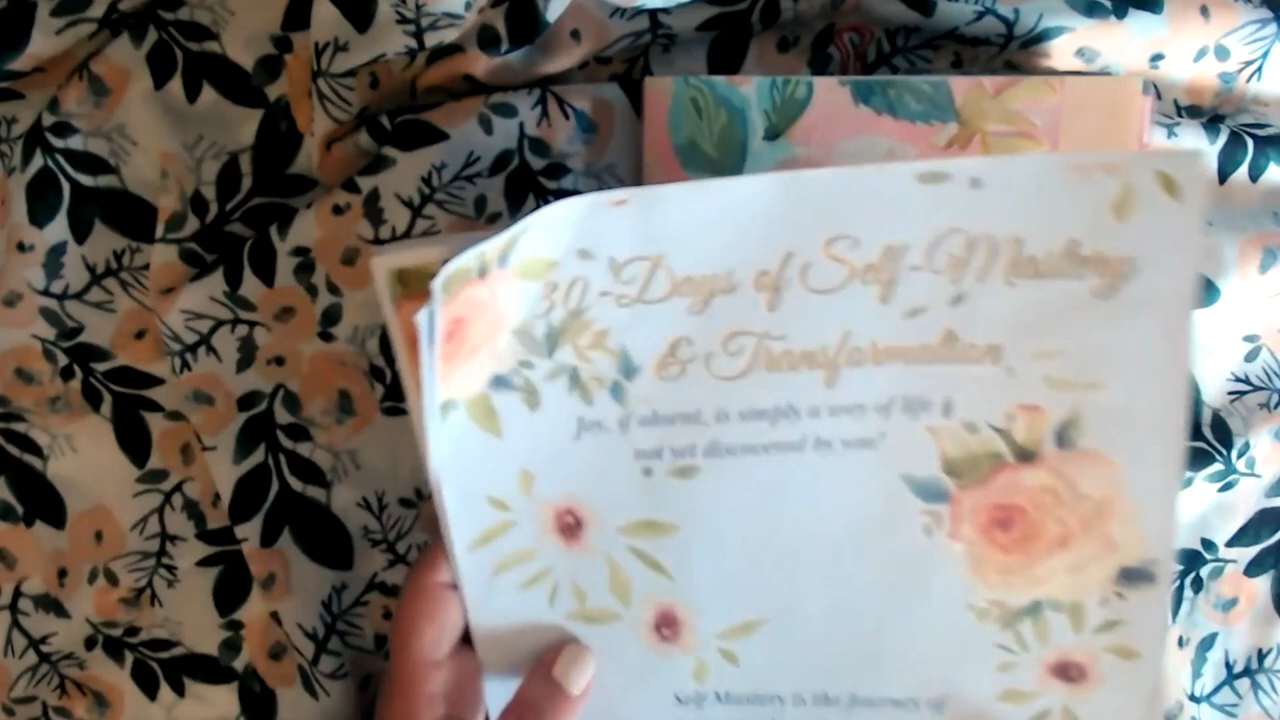 30-Days of Self-Mastery
& Transformation
Joy, if absent, is simply a way of life
not yet discovered by you!
Self Mastery is the Journey of